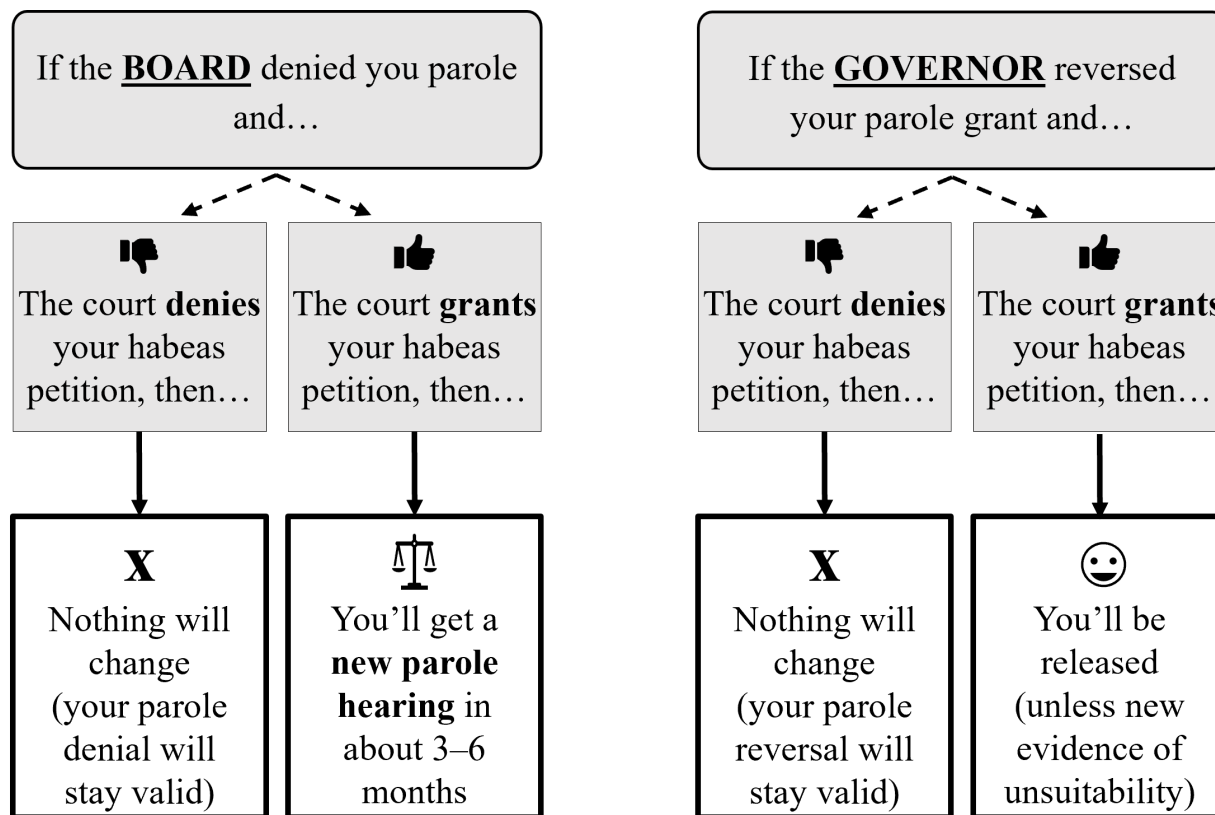 If the BOARD denied you parole
and…
The court denies
your habeas
petition, then…
The court grants
your habeas
petition, then…
X
Nothing will
change
(your parole
denial will
stay valid)
You’ll get a
new parole
hearing in
about 3–6
months
If the GOVERNOR reversed
your parole grant and…
The court denies
your habeas
petition, then…
The court grants
your habeas
petition, then…
X
Nothing will
change
(your parole
reversal will
stay valid)
You’ll be
released
(unless new
evidence of
unsuitability)